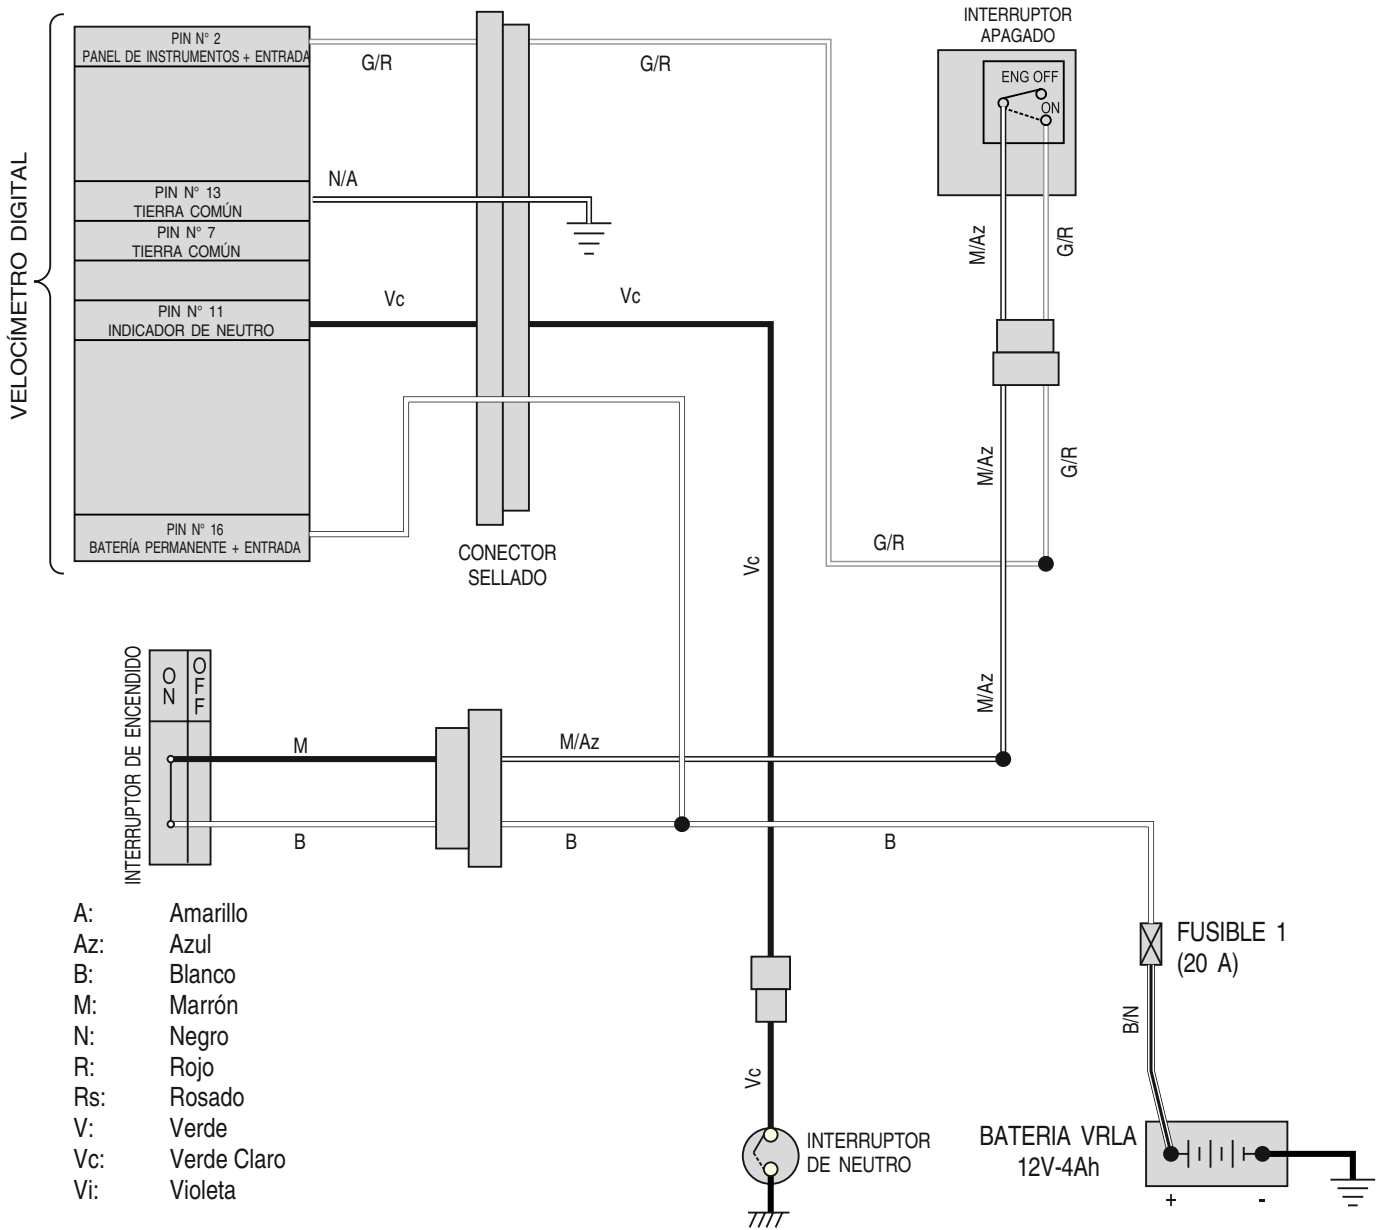 INTERRUPTOR
APAGADO
PIN N° 2
PANEL DE INSTRUMENTOS + ENTRADA
G/R
G/R
ENG OFF
ON
VELOCÍMETRO DIGITAL
N/A
PIN N° 13
TIERRA COMÚN
PIN N° 7
TIERRA COMÚN
M/Az
G/R
Vc
Vc
PIN N° 11
INDICADOR DE NEUTRO
M/Az
G/R
PIN N° 16
BATERÍA PERMANENTE + ENTRADA
CONECTOR
SELLADO
G/R
Vc
INTERRUPTOR DE ENCENDIDO
ON
OFF
M/Az
M
M/Az
B
B
B
A: Amarillo
Az: Azul
B: Blanco
M: Marrón
N: Negro
R: Rojo
Rs: Rosado
V: Verde
Vc: Verde Claro
Vi: Violeta
FUSIBLE 1
(20 A)
B/N
Vc
INTERRUPTOR
DE NEUTRO
BATERIA VRLA
12V-4Ah
+ -